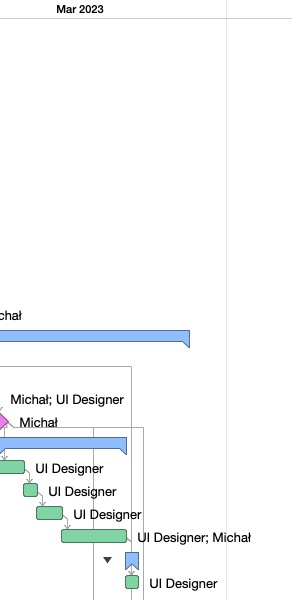 Mar 2023
chał
Michał; UI Designer
Michał
UI Designer
UI Designer
UI Designer
UI Designer; Michał
UI Designer